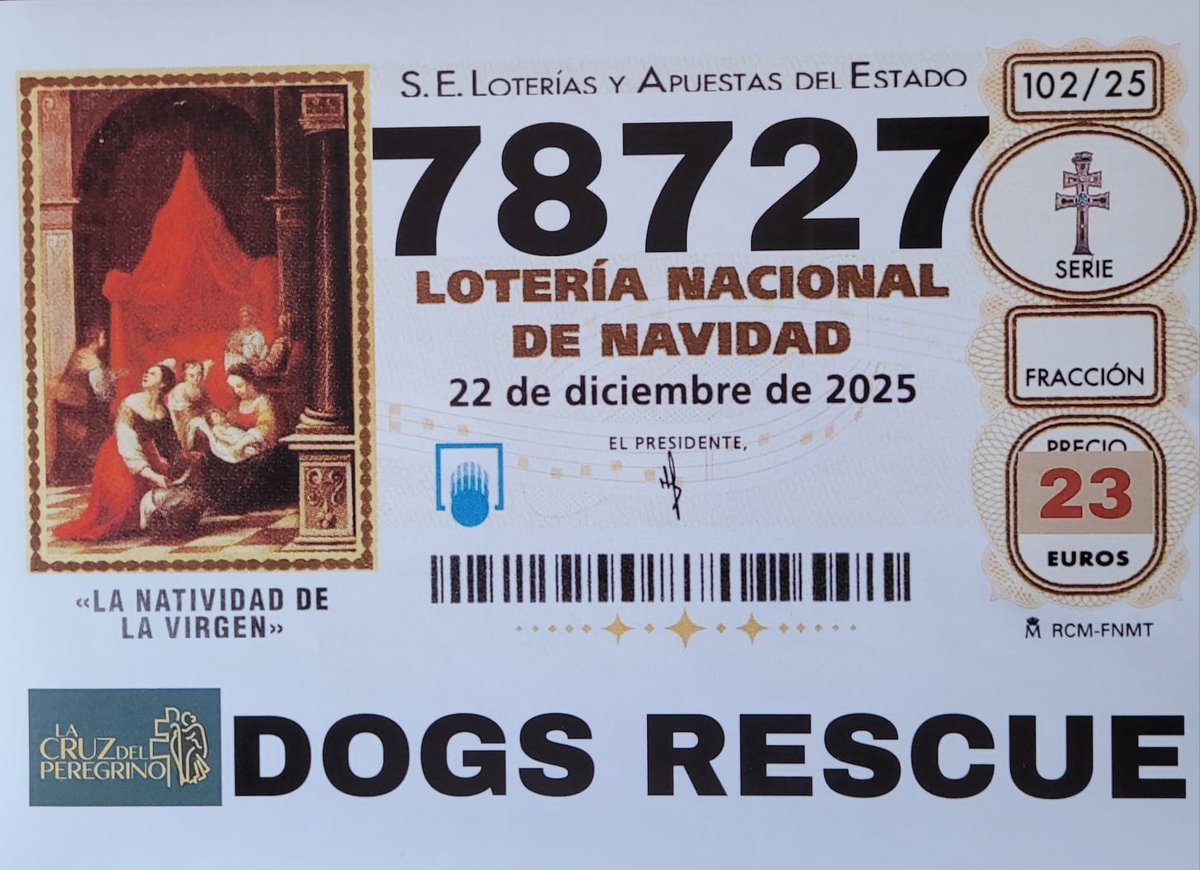 S. E. LOTERÍAS Y APUESTAS DEL ESTADO
78727
LOTERÍA NACIONAL
DE NAVIDAD
22 de diciembre de 2025
EL PRESIDENTE,
102/25
SERIE
FRACCIÓN
PRECIO
23
EUROS
M RCM-FNMT
«LA NATIVIDAD DE
LA VIRGEN»
LA
CRUZ DEL
PEREGRINO
DOGS RESCUE